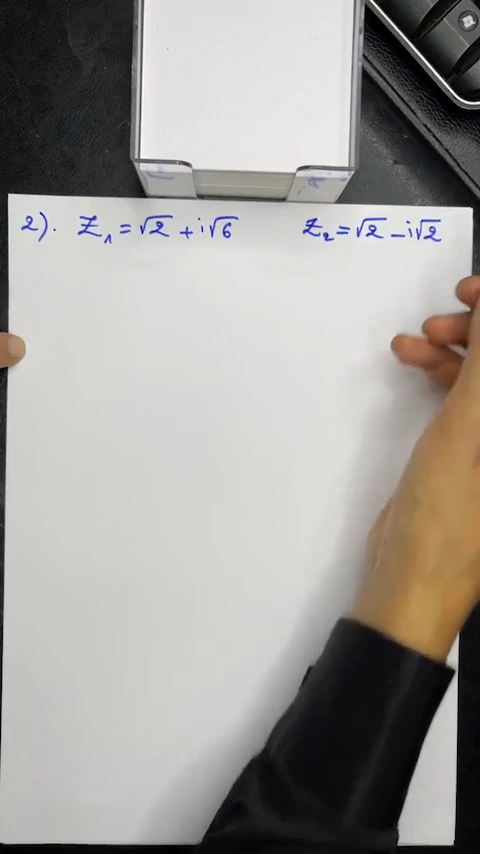 2). Z₁ = √2 + i√6 Z₂ = √2 - i√2